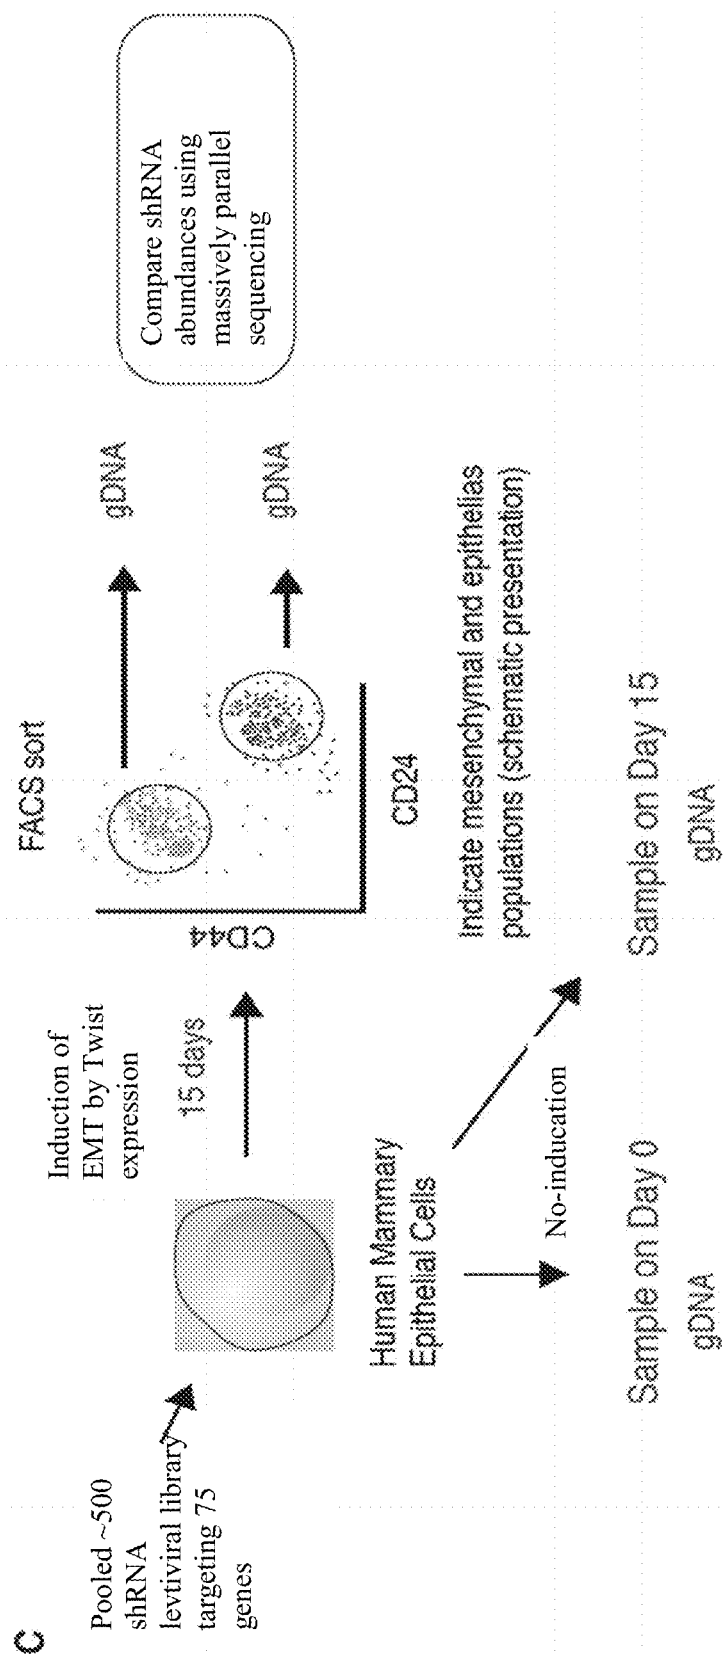 C
Pooled ~500
shRNA
levtiviral library
targeting 75
genes
Induction of
EMT by Twist
expression
15 days
Human Mammary
Epithelial Cells
No-inducation
Sample on Day 0
gDNA
Sample on Day 15
gDNA
FACS sort
CD44
CD24
Indicate mesenchymal and epithelias
populations (schematic presentation)
gDNA
gDNA
Compare shRNA
abundances using
massively parallel
sequencing